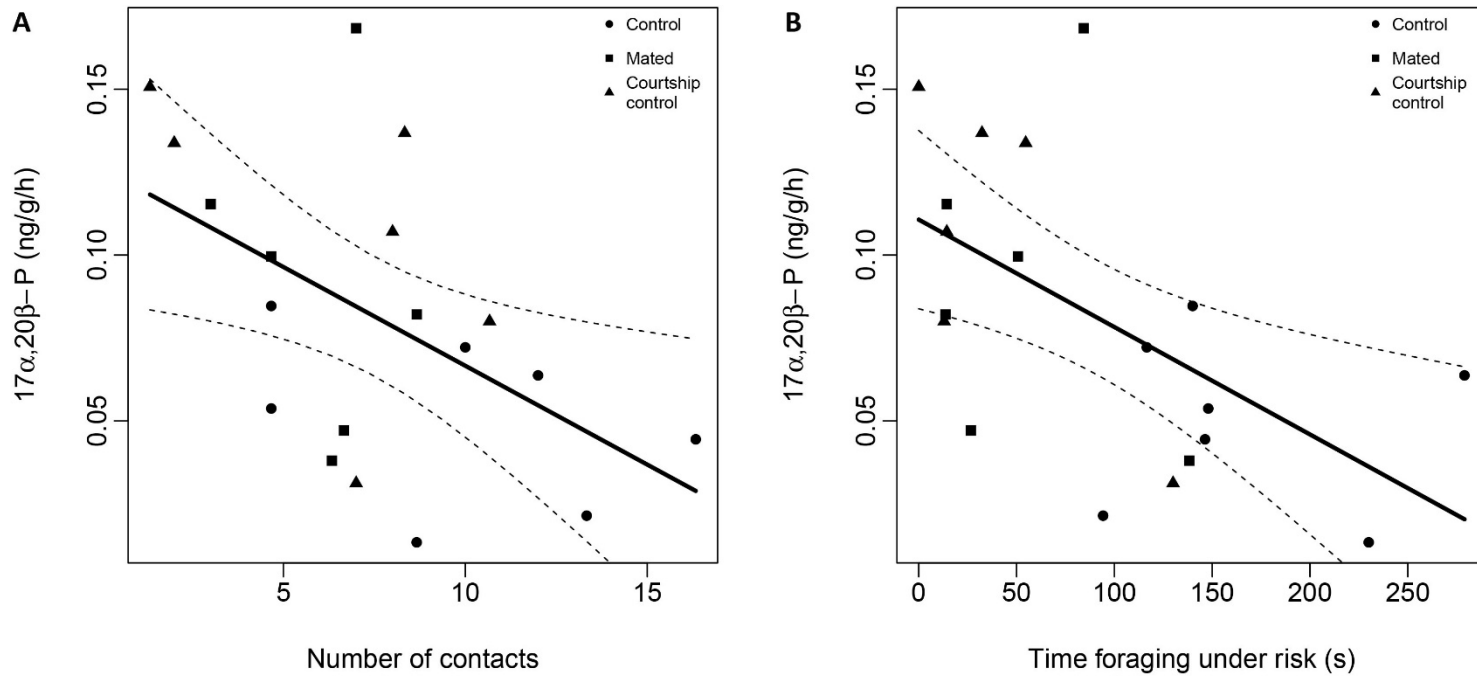 A
Control
Mated
Courtship
control
17α,20β−P (ng/g/h)
0.15
0.10
0.05
5
10
15
Number of contacts
B
Control
Mated
Courtship
control
17α,20β−P (ng/g/h)
0.15
0.10
0.05
0
50
100
150
200
250
Time foraging under risk (s)